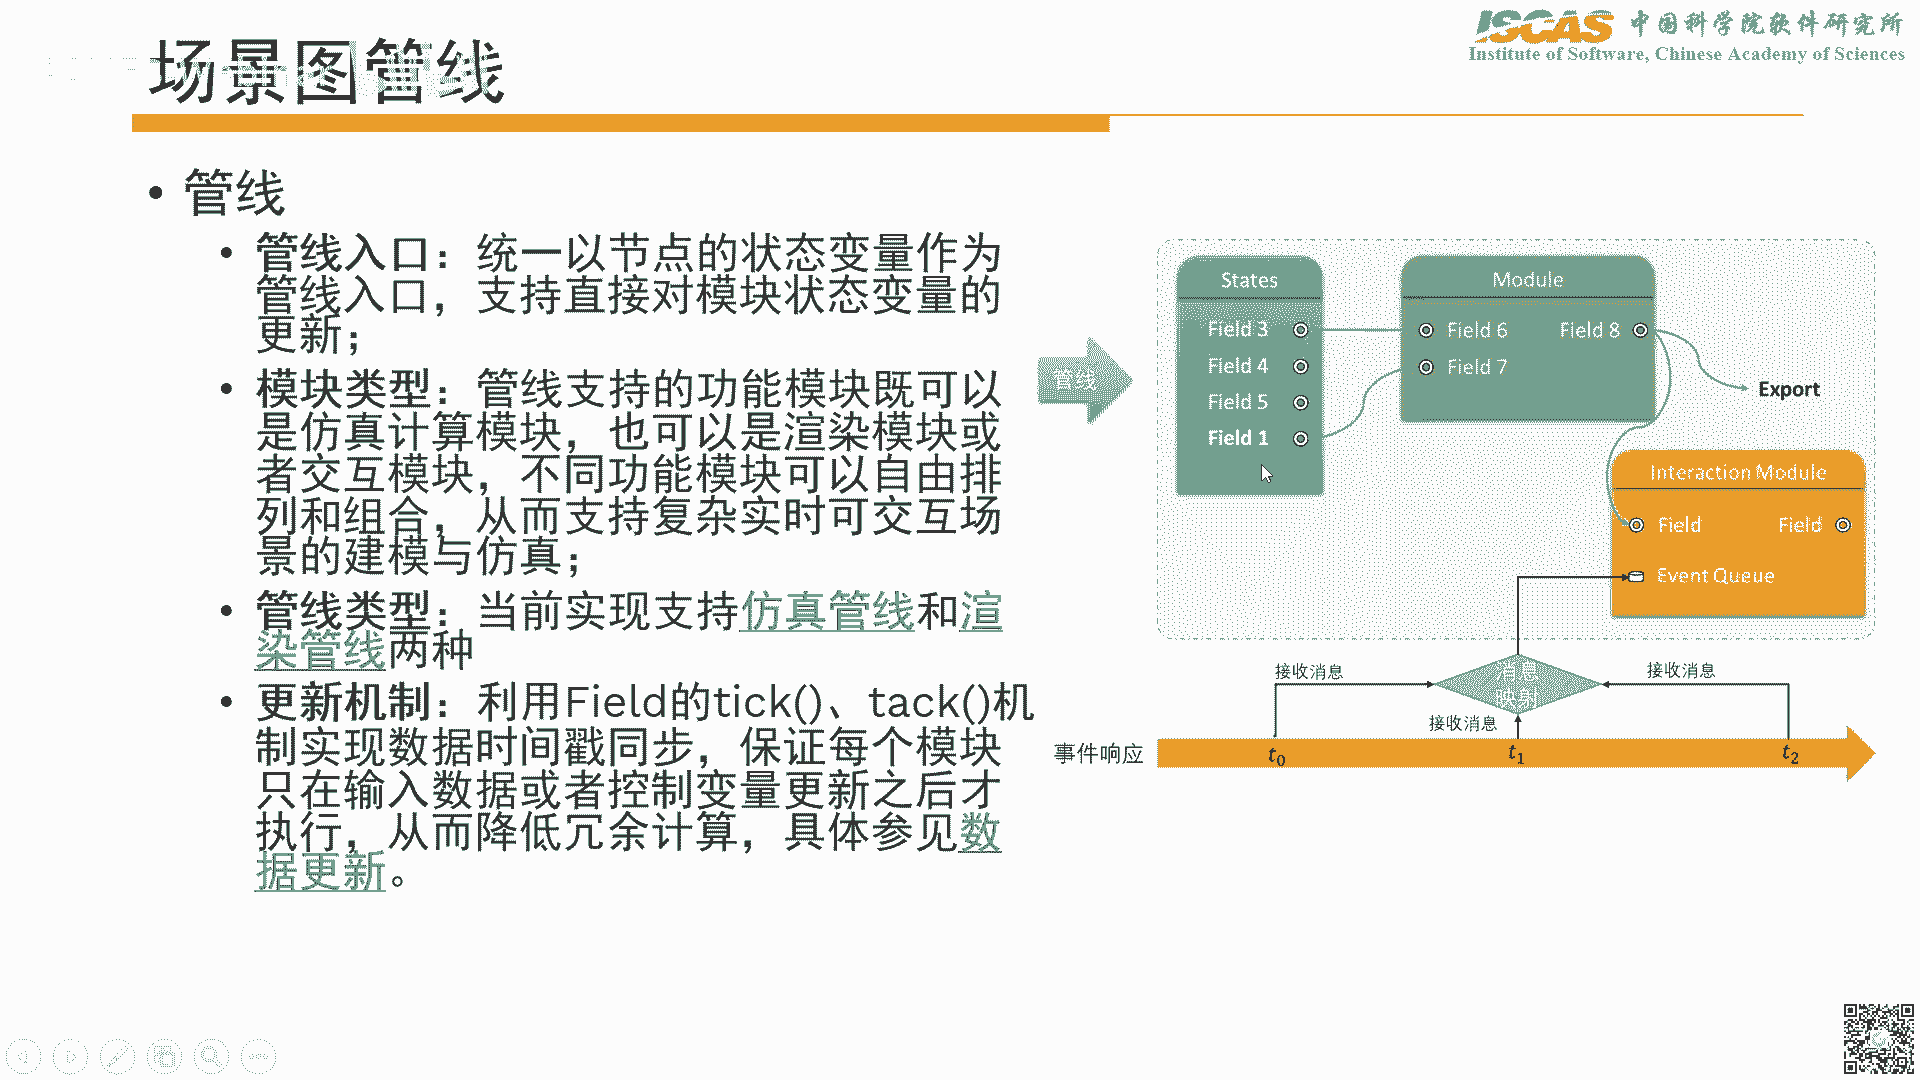 场景图管线
ISCAS 中国科学院软件研究所
Institute of Software, Chinese Academy of Sciences
• 管线
• 管线入口：统一以节点的状态变量作为
管线入口，支持直接对模块状态变量的
更新；
• 模块类型：管线支持的功能模块既可以
是仿真计算模块，也可以是渲染模块或
者交互模块，不同功能模块可以自由排
列和组合，从而支持复杂实时可交互场
景的建模与仿真；
• 管线类型：当前实现支持仿真管线和渲
染管线两种
• 更新机制：利用Field的tick()、tack()机
制实现数据时间戳同步，保证每个模块
只在输入数据或者控制变量更新之后才
执行，从而降低冗余计算，具体参见数
据更新。
管线
States
Field 3
Field 4
Field 5
Field 1
Module
Field 6 Field 8
Field 7
Export
Interaction Module
Field Field
Event Queue
接收消息
消息
映射
接收消息
接收消息
事件响应
t0 t1 t2